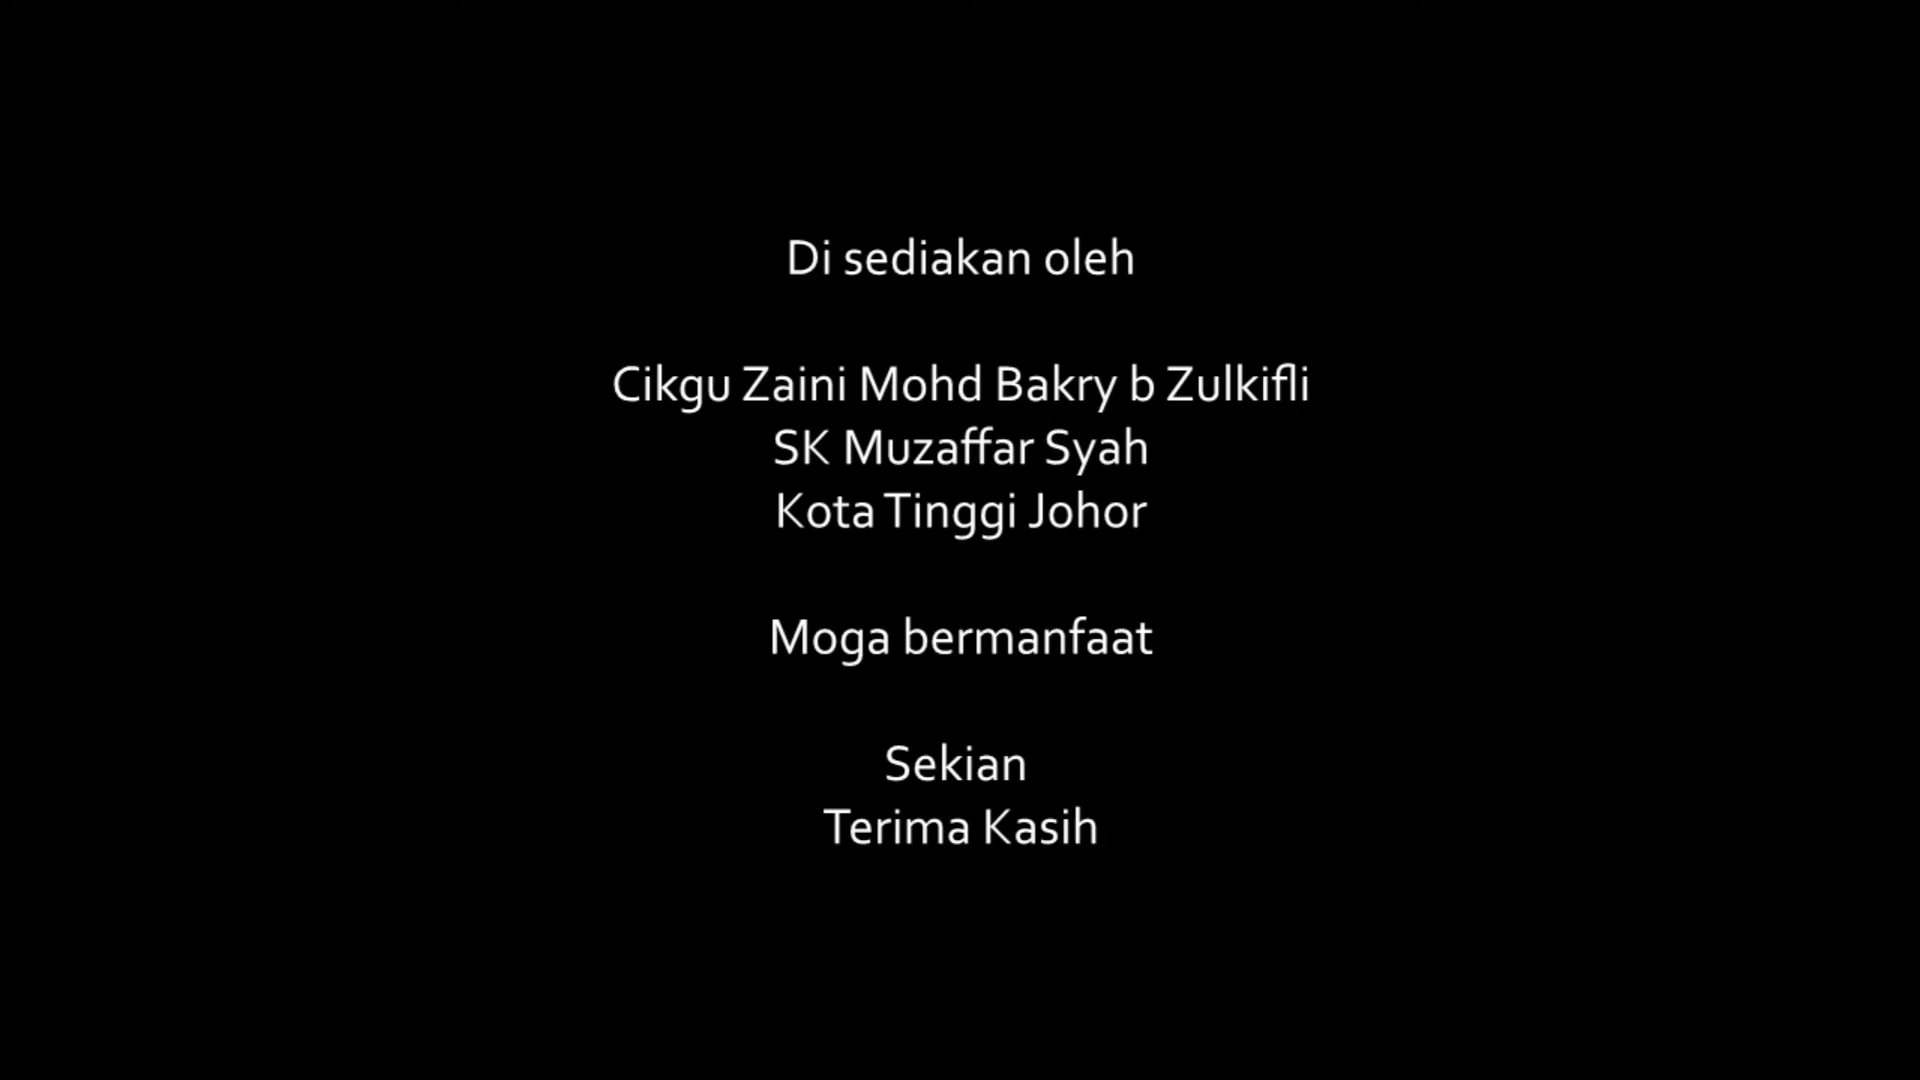 Di sediakan oleh
Cikgu Zaini Mohd Bakry b Zulkifli
SK Muzaffar Syah
Kota Tinggi Johor
Moga bermanfaat
Sekian
Terima Kasih